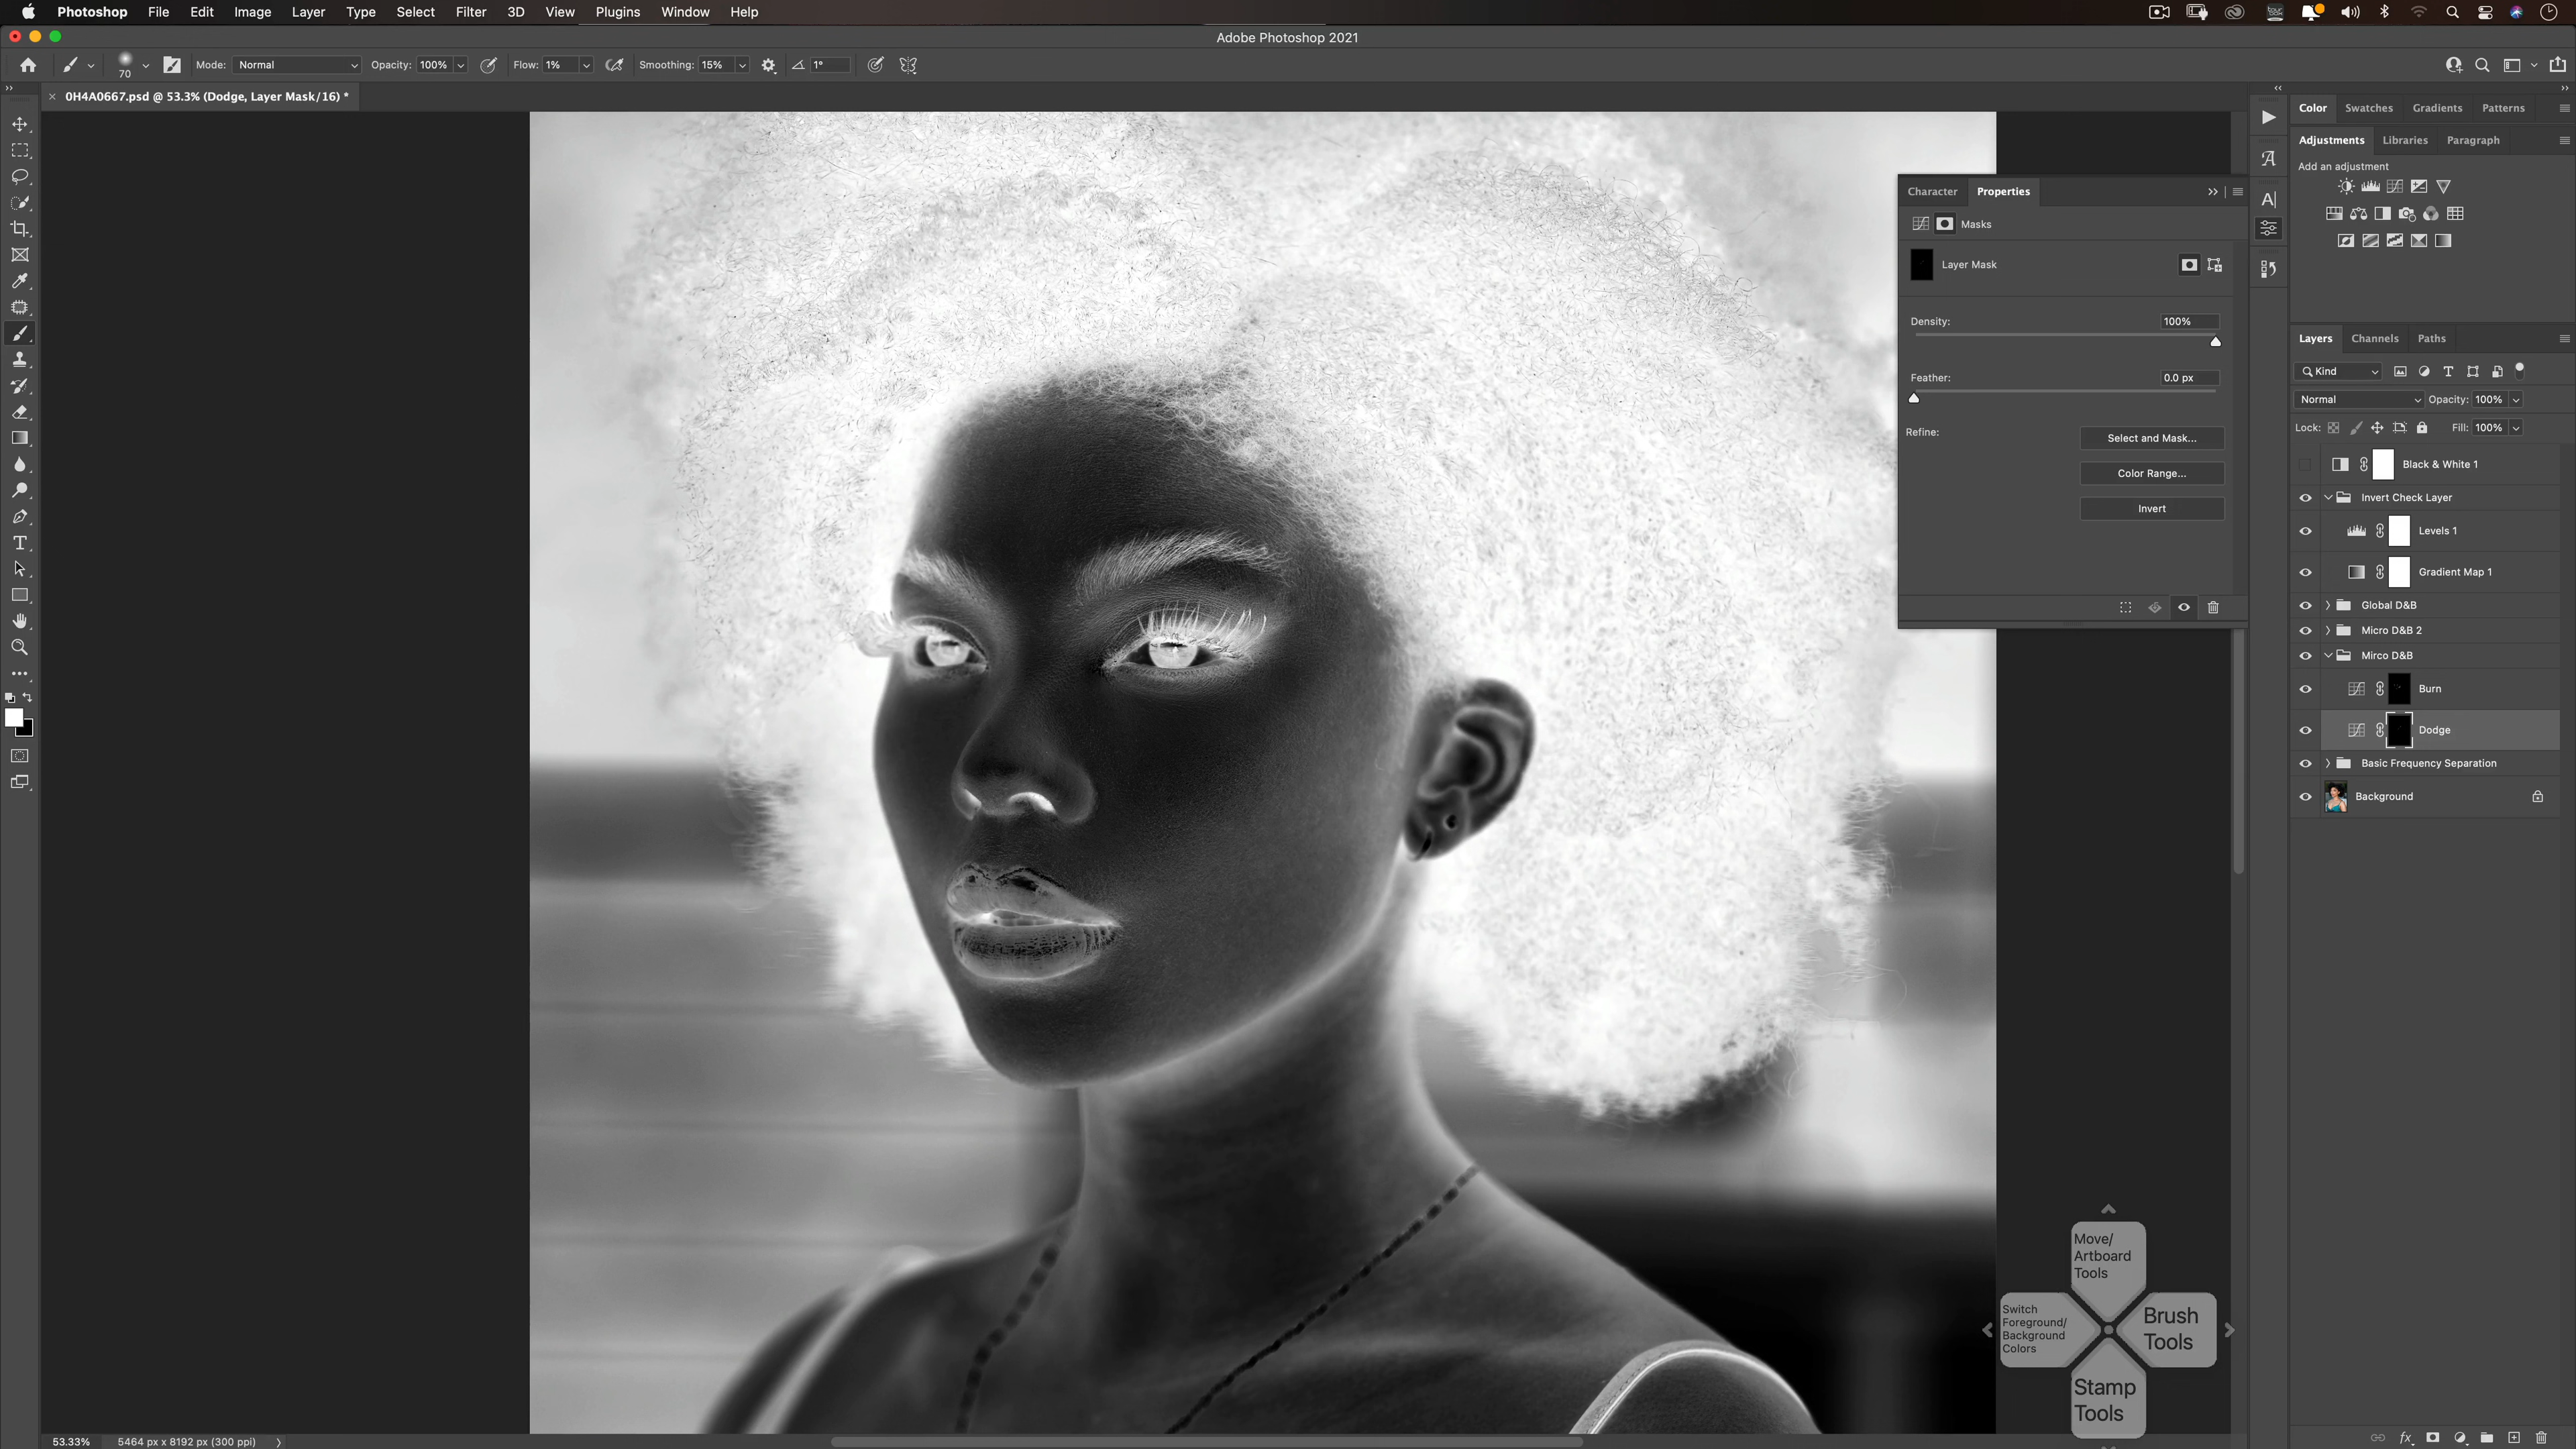 Photoshop File Edit Image Layer Type Select Filter 3D View Plugins Window Help
Adobe Photoshop 2021
70 Mode: Normal Opacity: 100% Flow: 1% Smoothing: 15% 1°
0H4A0667.psd @ 53.3% (Dodge, Layer Mask/16) *
Color Swatches Gradients Patterns
Adjustments Libraries Paragraph
Add an adjustment
Character Properties
Masks
Layer Mask
Density: 100%
Feather: 0.0 px
Refine: Select and Mask...
Color Range...
Invert
Layers Channels Paths
Kind
Normal Opacity: 100%
Lock: Fill: 100%
Black & White 1
Invert Check Layer
Levels 1
Gradient Map 1
Global D&B
Micro D&B 2
Mirco D&B
Burn
Dodge
Basic Frequency Separation
Background
Move/
Artboard
Tools
Switch
Foreground/
Background
Colors
Brush
Tools
Stamp
Tools
53.33% 5464 px x 8192 px (300 ppi)